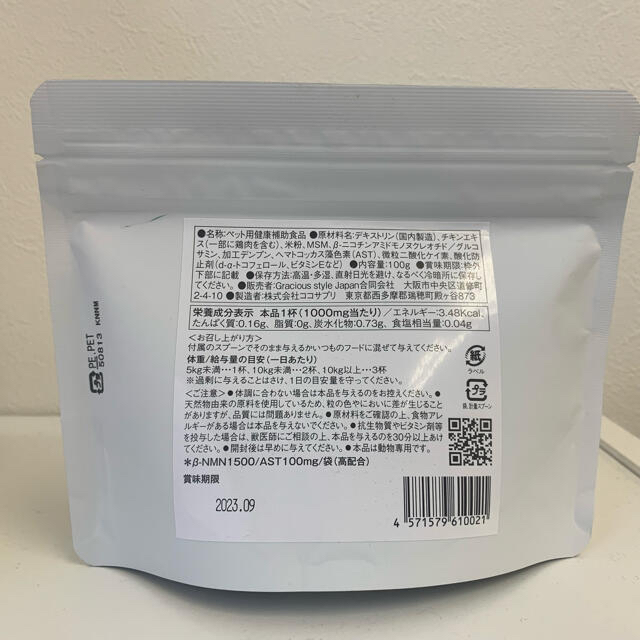 ●名称:ペット用健康補助食品 ●原材料名:デキストリン(国内製造)、チキンエキ
ス(一部に鶏肉を含む)、米粉、MSM、β-ニコチンアミドモノヌクレオチド/グルコ
サミン、加工デンプン、ヘマトコッカス藻色素(AST)、微粒二酸化ケイ素、酸化防
止剤(d-α-トコフェロール、ビタミンEなど) ●内容量:100g ●賞味期限:枠外
下部に記載 ●保存方法:高温・多湿、直射日光を避け、なるべく冷暗所に保存し
てください。●販売者:Gracious style Japan合同会社 大阪市中央区道修町
2-4-10 ●製造者:株式会社ココサプリ 東京都西多摩郡瑞穂町殿ヶ谷873
栄養成分表示 本品1杯(1000mg当たり)/エネルギー:3.48Kcal、
たんぱく質:0.16g、脂質:0g、炭水化物:0.73g、食塩相当量:0.04g
<お召し上がり方>
付属のスプーンでそのまま与えるかいつものフードに混ぜて与えてください。
体重/給与量の目安(一日あたり)
5kg未満…1杯、10kg未満…2杯、10kg以上…3杯
※過剰に与えることはさけ、1日の目安量を守ってください。
<ご注意> ●体調に合わない場合は本品を与えるのをお控えください。●
天然物由来の原料を使用しているため、粒の色やにおいに差が生じること
がありますが、品質には問題ありません。●原材料をご確認の上、食物アレ
ルギーがある場合は本品を与えないでください。●抗生物質やビタミン剤等
を投与した場合は、獣医師にご相談の上、本品を与えるのを30分以上あけ
てください。●開封後は早めに与えてください。●本品は動物専用です。
*β-NMN1500/AST100mg/袋(高配合)
賞味期限
2023.09
紙
ラベル
プラ
袋、計量スプーン
4 571579 610021
プラ
PE, PET
50813 KNHM